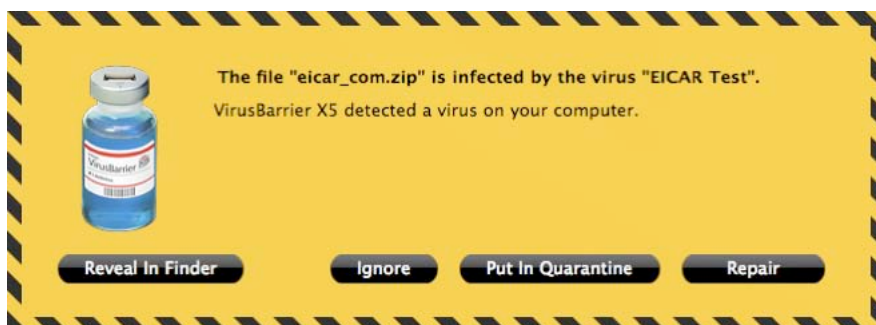 The file "eicar_com.zip" is infected by the virus "EICAR Test".
VirusBarrier X5 detected a virus on your computer.
VirusBarrier
Reveal In Finder
Ignore
Put In Quarantine
Repair